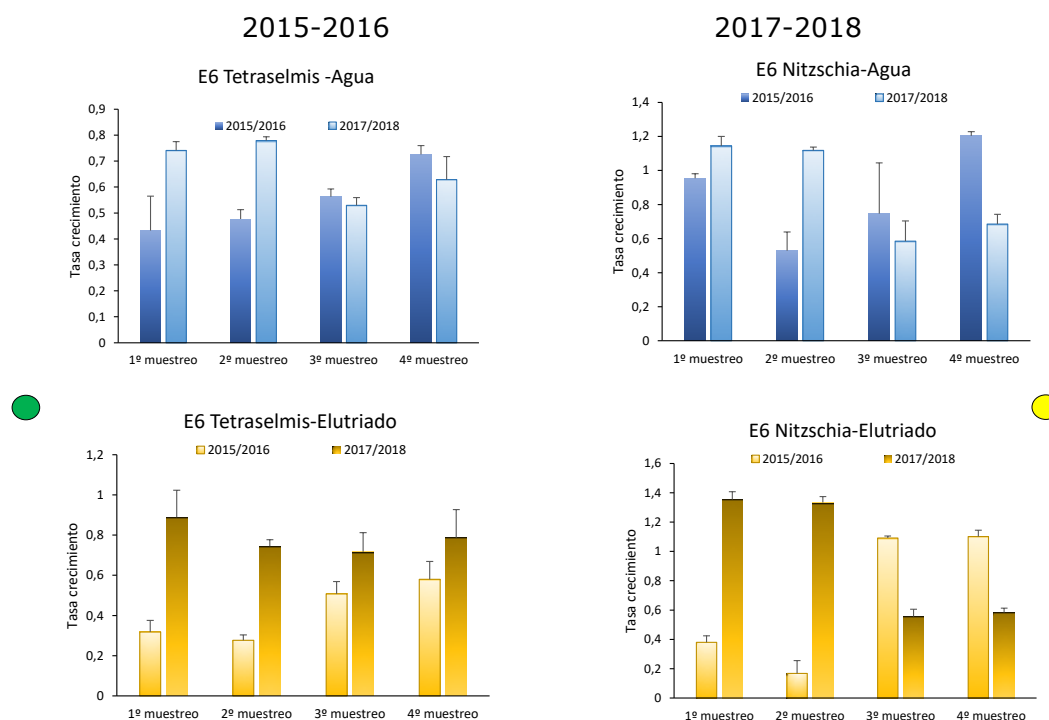 2015-2016
2017-2018
E6 Tetraselmis -Agua
2015/2016
2017/2018
Tasa crecimiento
0,9
0,8
0,7
0,6
0,5
0,4
0,3
0,2
0,1
0
1º muestreo
2º muestreo
3º muestreo
4º muestreo
E6 Nitzschia-Agua
2015/2016
2017/2018
Tasa crecimiento
1,4
1,2
1
0,8
0,6
0,4
0,2
0
1º muestreo
2º muestreo
3º muestreo
4º muestreo
E6 Tetraselmis-Elutriado
2015/2016
2017/2018
Tasa crecimiento
1,2
1
0,8
0,6
0,4
0,2
0
1º muestreo
2º muestreo
3º muestreo
4º muestreo
E6 Nitzschia-Elutriado
2015/2016
2017/2018
Tasa crecimiento
1,6
1,4
1,2
1
0,8
0,6
0,4
0,2
0
1º muestreo
2º muestreo
3º muestreo
4º muestreo